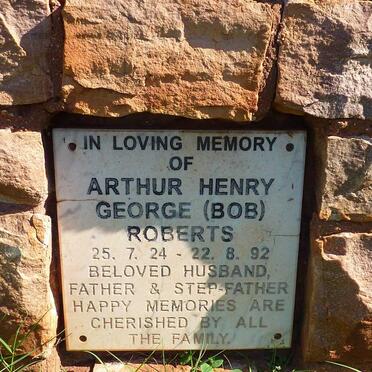 IN LOVING MEMORY
OF
ARTHUR HENRY
GEORGE (BOB)
ROBERTS
25. 7. 24 - 22. 8. 92
BELOVED HUSBAND,
FATHER & STEP-FATHER
HAPPY MEMORIES ARE
CHERISHED BY ALL
THE FAMILY.